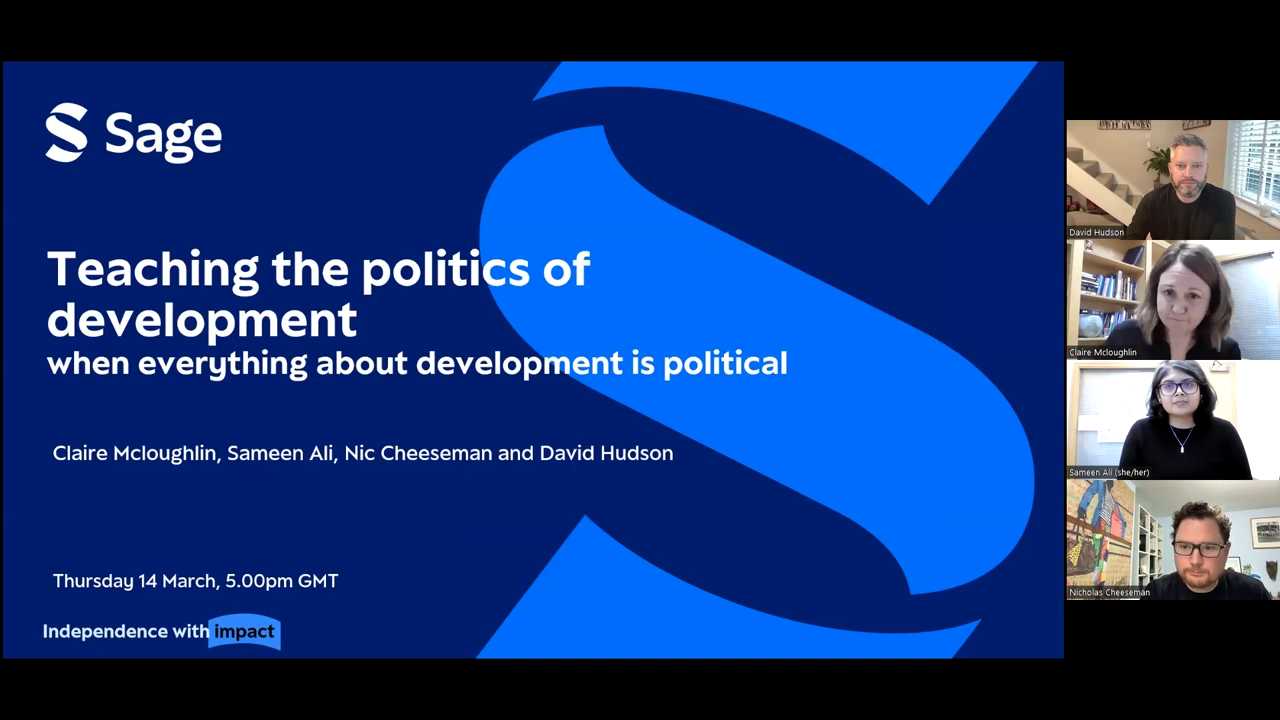 Sage
Teaching the politics of
development
when everything about development is political
Claire Mcloughlin, Sameen Ali, Nic Cheeseman and David Hudson
Thursday 14 March, 5.00pm GMT
Independence with impact
David Hudson
Claire Mcloughlin
Sameen Ali (she/her)
Nicholas Cheeseman